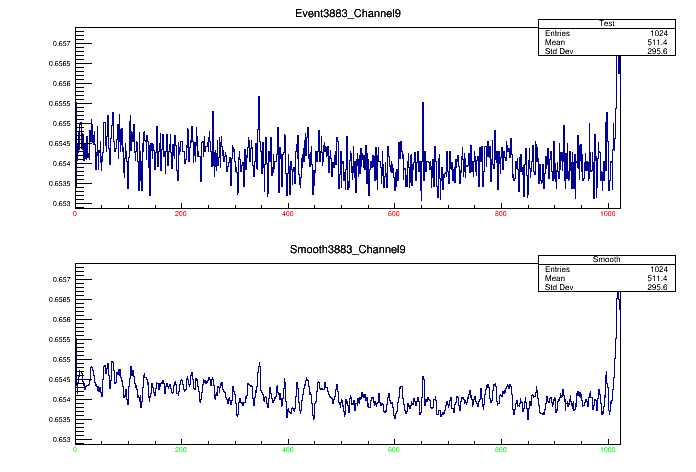 Event3883_Channel9
Test
Entries 1024
Mean 511.4
Std Dev 295.6
0.657
0.6565
0.656
0.6555
0.655
0.6545
0.654
0.6535
0.653
0 200 400 600 800 1000
Smooth3883_Channel9
Smooth
Entries 1024
Mean 511.4
Std Dev 295.6
0.657
0.6565
0.656
0.6555
0.655
0.6545
0.654
0.6535
0.653
0 200 400 600 800 1000